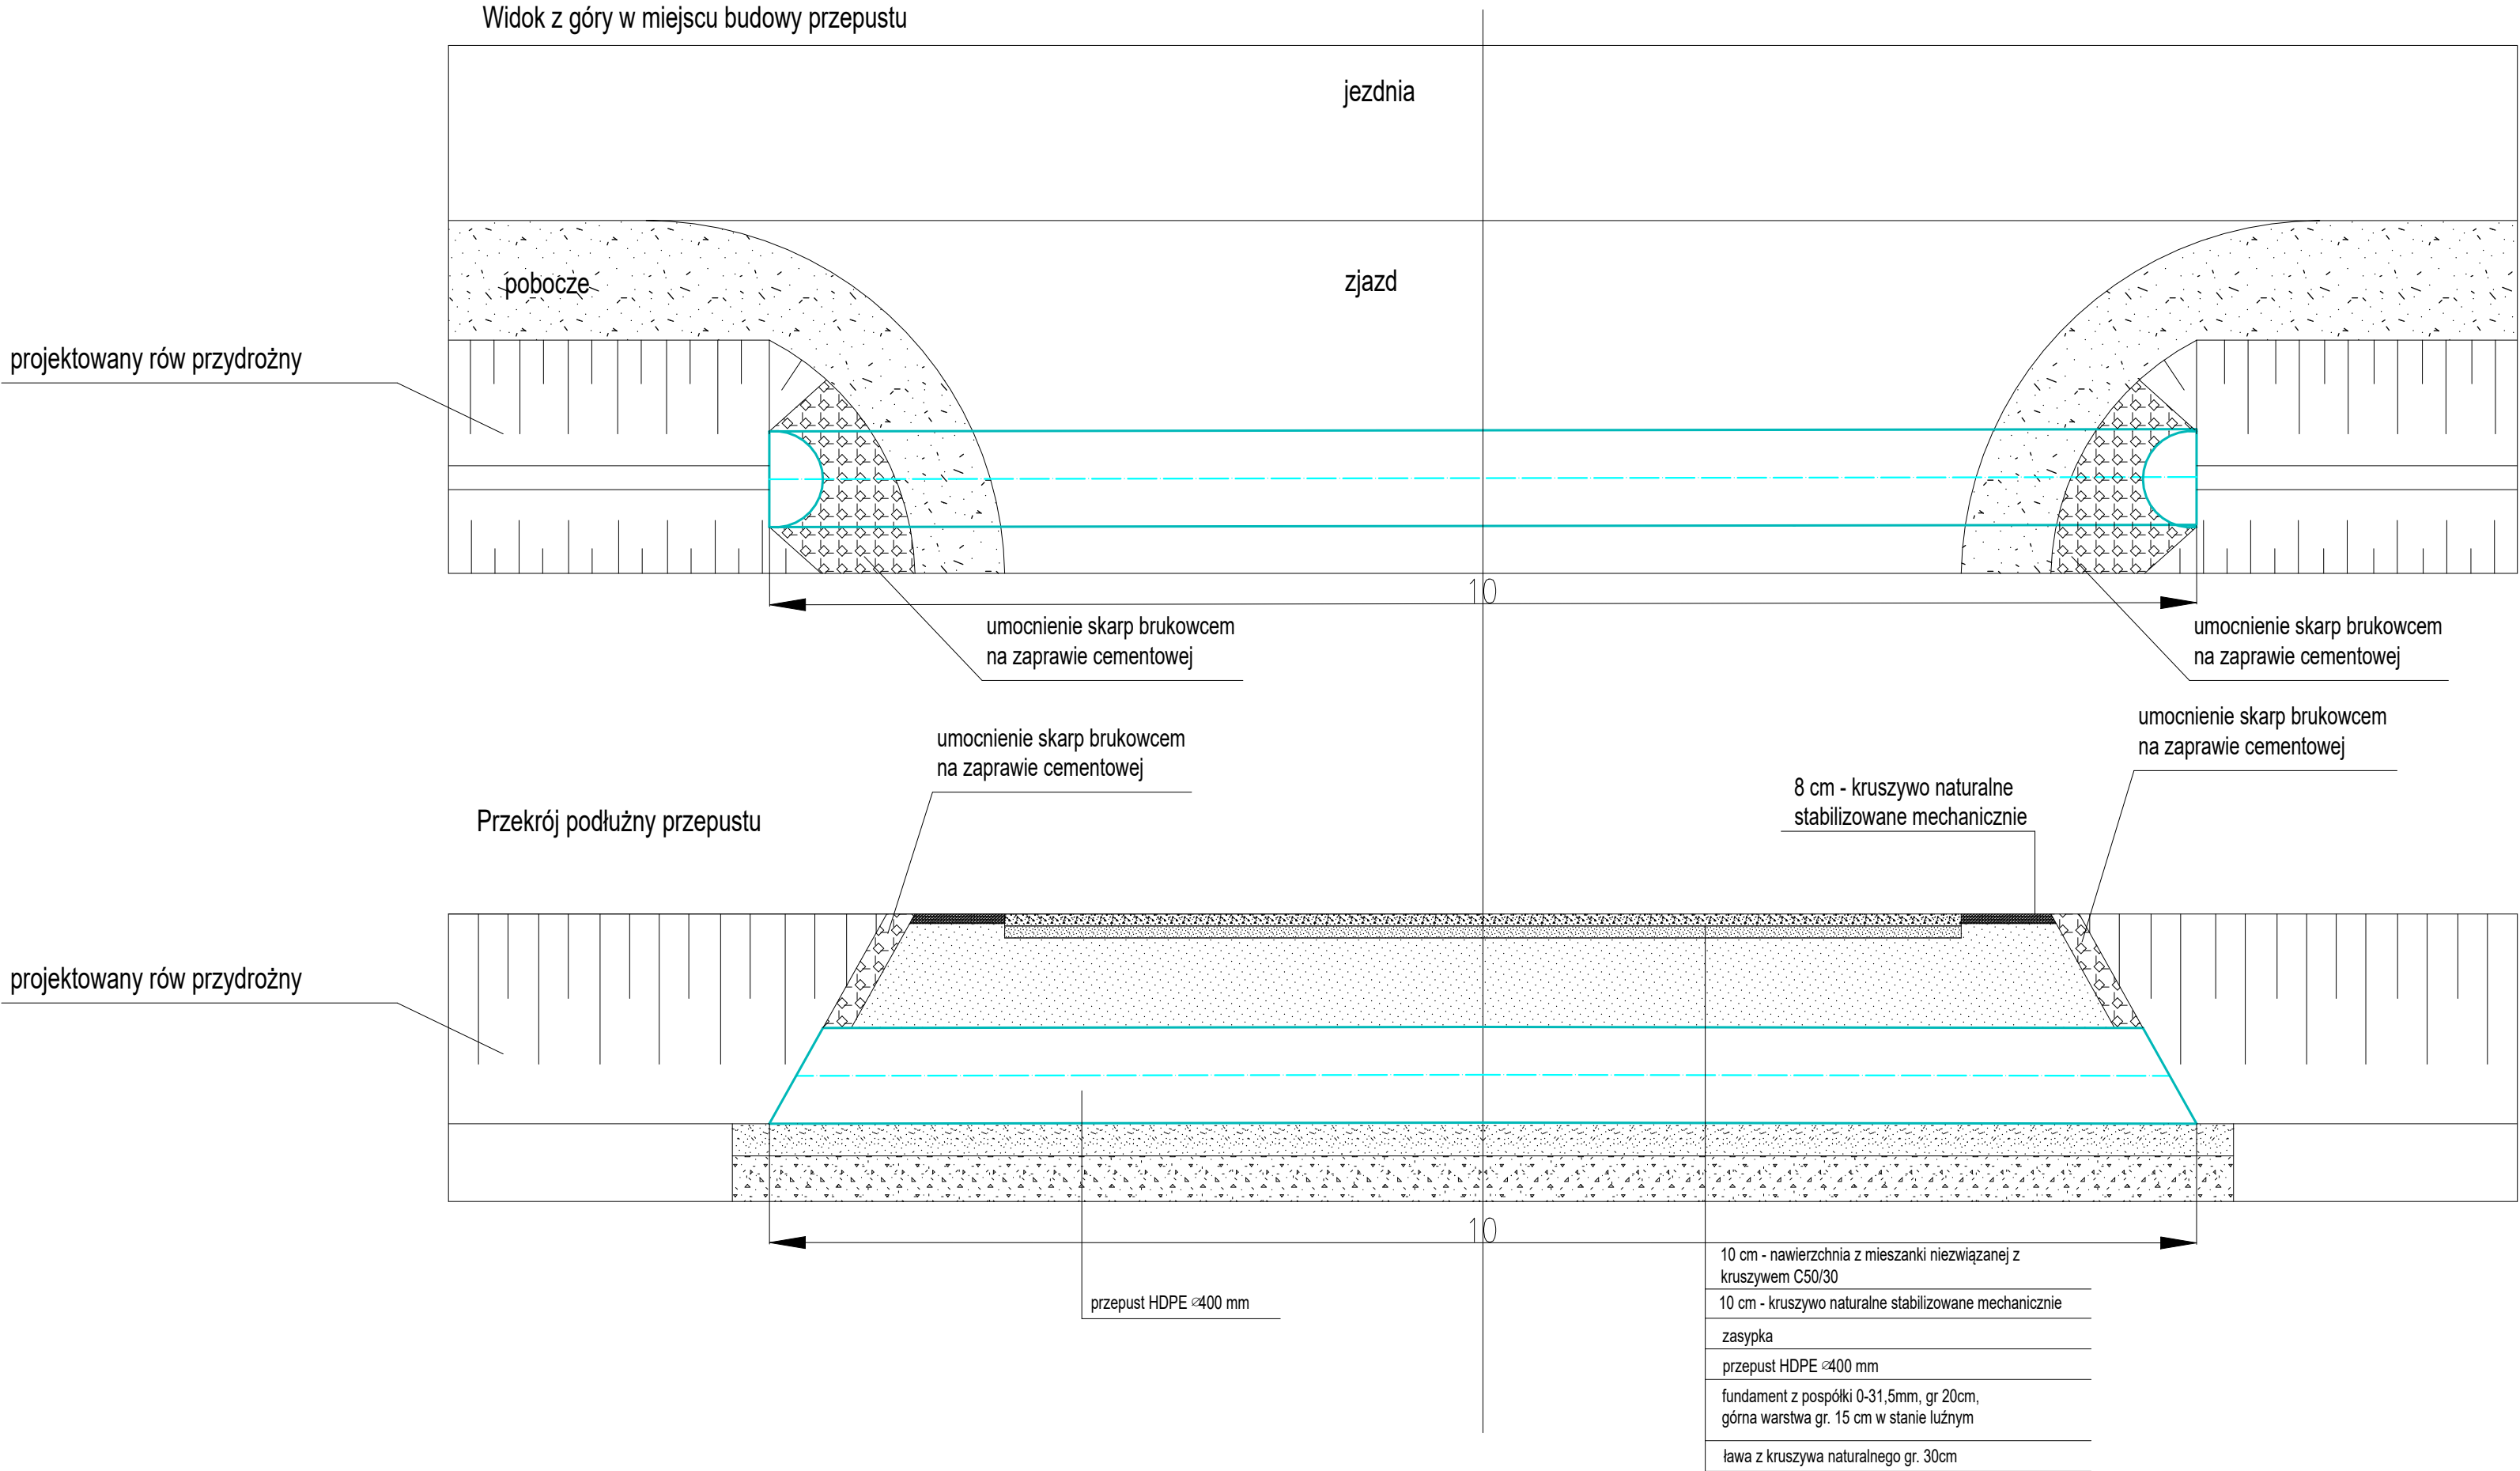 Widok z góry w miejscu budowy przepustu
jezdnia
pobocze
zjazd
projektowany rów przydrożny
10
umocnienie skarp brukowcem
na zaprawie cementowej
umocnienie skarp brukowcem
na zaprawie cementowej
umocnienie skarp brukowcem
na zaprawie cementowej
umocnienie skarp brukowcem
na zaprawie cementowej
8 cm - kruszywo naturalne
stabilizowane mechanicznie
Przekrój podłużny przepustu
projektowany rów przydrożny
10
przepust HDPE ⌀400 mm
10 cm - nawierzchnia z mieszanki niezwiązanej z
kruszywem C50/30
10 cm - kruszywo naturalne stabilizowane mechanicznie
zasypka
przepust HDPE ⌀400 mm
fundament z pospółki 0-31,5mm, gr 20cm,
górna warstwa gr. 15 cm w stanie luźnym
ława z kruszywa naturalnego gr. 30cm